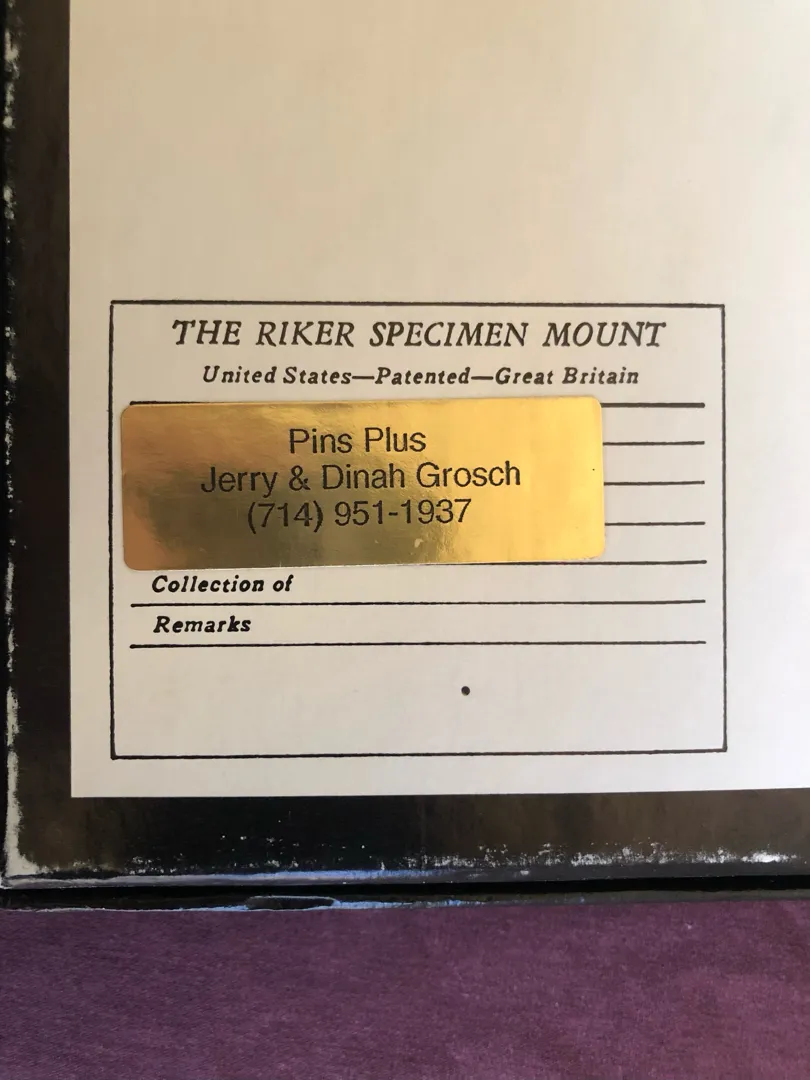 THE RIKER SPECIMEN MOUNT
United States—Patented—Great Britain
Pins Plus
Jerry & Dinah Grosch
(714) 951-1937
Collection of
Remarks